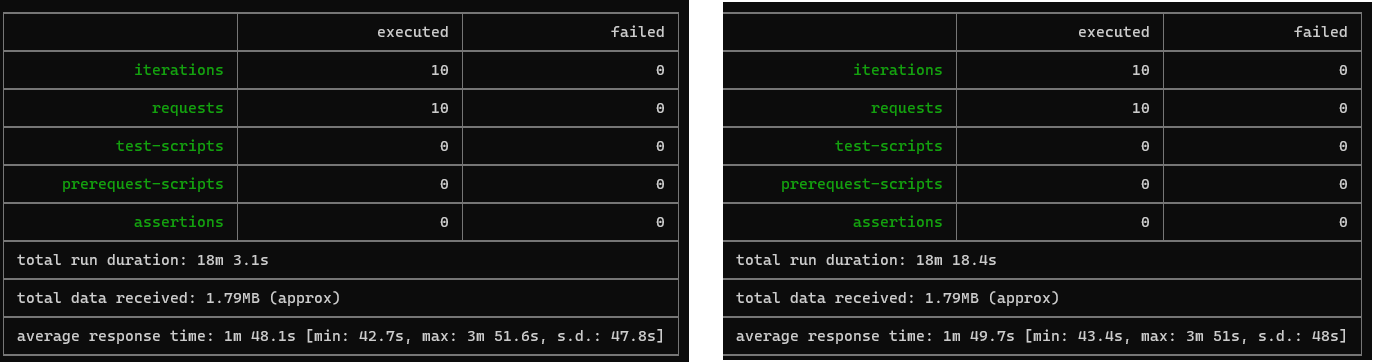 executed failed
iterations 10 0
requests 10 0
test-scripts 0 0
prerequest-scripts 0 0
assertions 0 0
total run duration: 18m 3.1s
total data received: 1.79MB (approx)
average response time: 1m 48.1s [min: 42.7s, max: 3m 51.6s, s.d.: 47.8s]
executed failed
iterations 10 0
requests 10 0
test-scripts 0 0
prerequest-scripts 0 0
assertions 0 0
total run duration: 18m 18.4s
total data received: 1.79MB (approx)
average response time: 1m 49.7s [min: 43.4s, max: 3m 51s, s.d.: 48s]